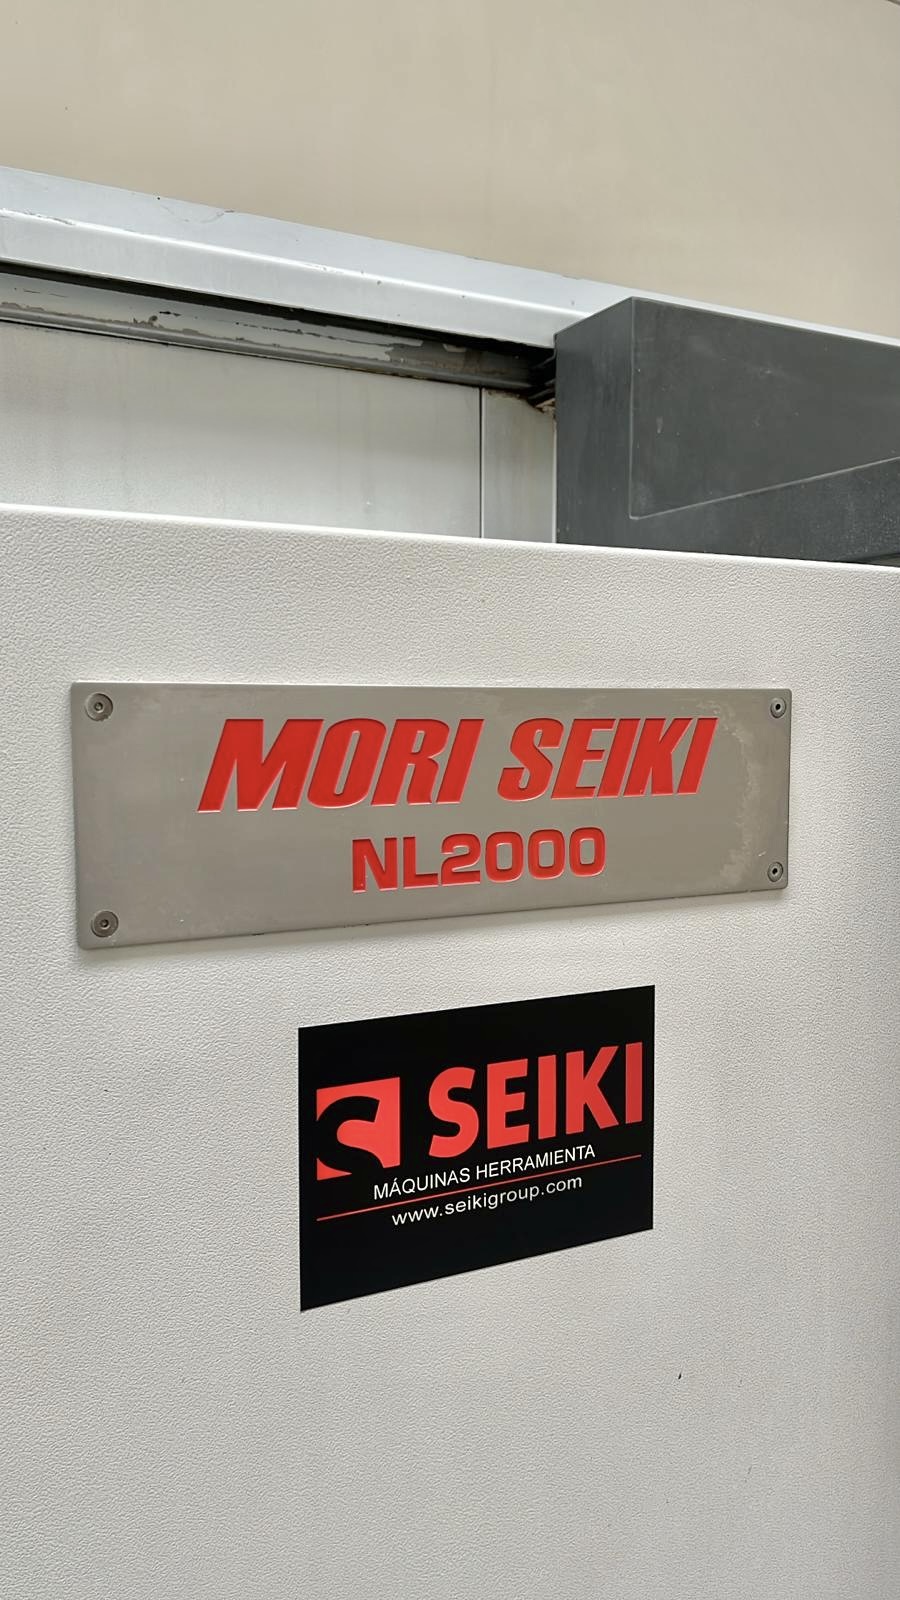 MORI SEIKI
NL2000
SEIKI
MÁQUINAS HERRAMIENTA
www.seikigroup.com